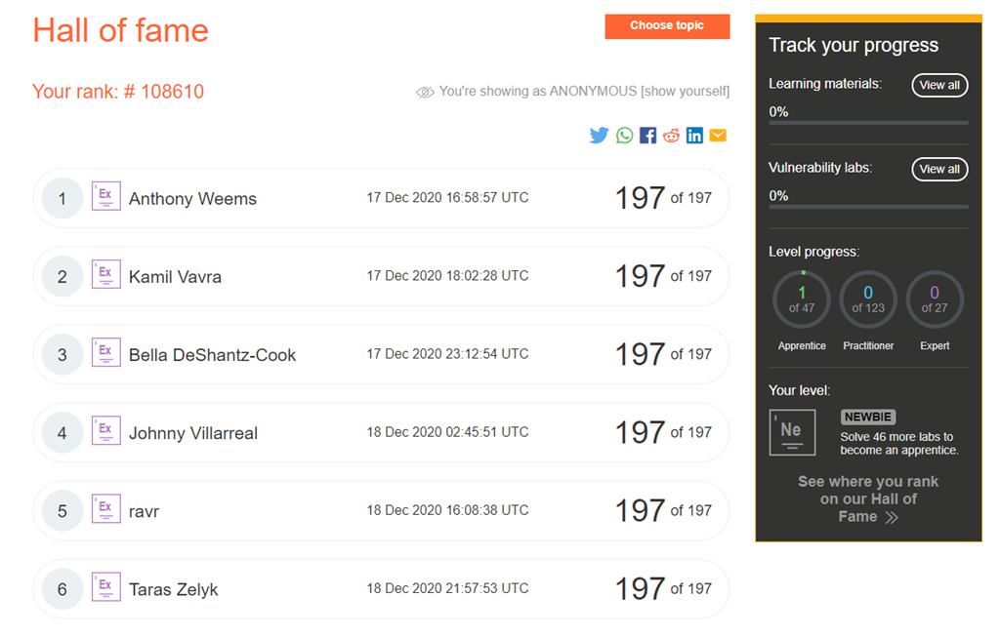 Hall of fame
Choose topic
Your rank: # 108610
You're showing as ANONYMOUS [show yourself]
1 Ex Anthony Weems 17 Dec 2020 16:58:57 UTC 197 of 197
2 Ex Kamil Vavra 17 Dec 2020 18:02:28 UTC 197 of 197
3 Ex Bella DeShantz-Cook 17 Dec 2020 23:12:54 UTC 197 of 197
4 Ex Johnny Villarreal 18 Dec 2020 02:45:51 UTC 197 of 197
5 Ex ravr 18 Dec 2020 16:08:38 UTC 197 of 197
6 Ex Taras Zelyk 18 Dec 2020 21:57:53 UTC 197 of 197
Track your progress
Learning materials: View all
0%
Vulnerability labs: View all
0%
Level progress:
1 0 0
of 47 of 123 of 27
Apprentice Practitioner Expert
Your level:
Ne NEWBIE
Solve 46 more labs to
become an apprentice.
See where you rank
on our Hall of
Fame